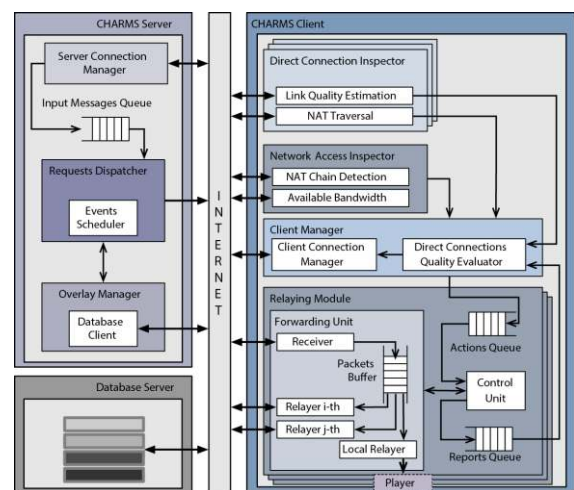 CHARMS Server
Server Connection
Manager
Input Messages Queue
Requests Dispatcher
Events
Scheduler
Overlay Manager
Database
Client
Database Server
INTERNET
CHARMS Client
Direct Connection Inspector
Link Quality Estimation
NAT Traversal
Network Access Inspector
NAT Chain Detection
Available Bandwidth
Client Manager
Client Connection
Manager
Direct Connections
Quality Evaluator
Relaying Module
Forwarding Unit
Receiver
Packets
Buffer
Relayer i-th
Relayer j-th
Local Relayer
Actions Queue
Control
Unit
Reports Queue
Player